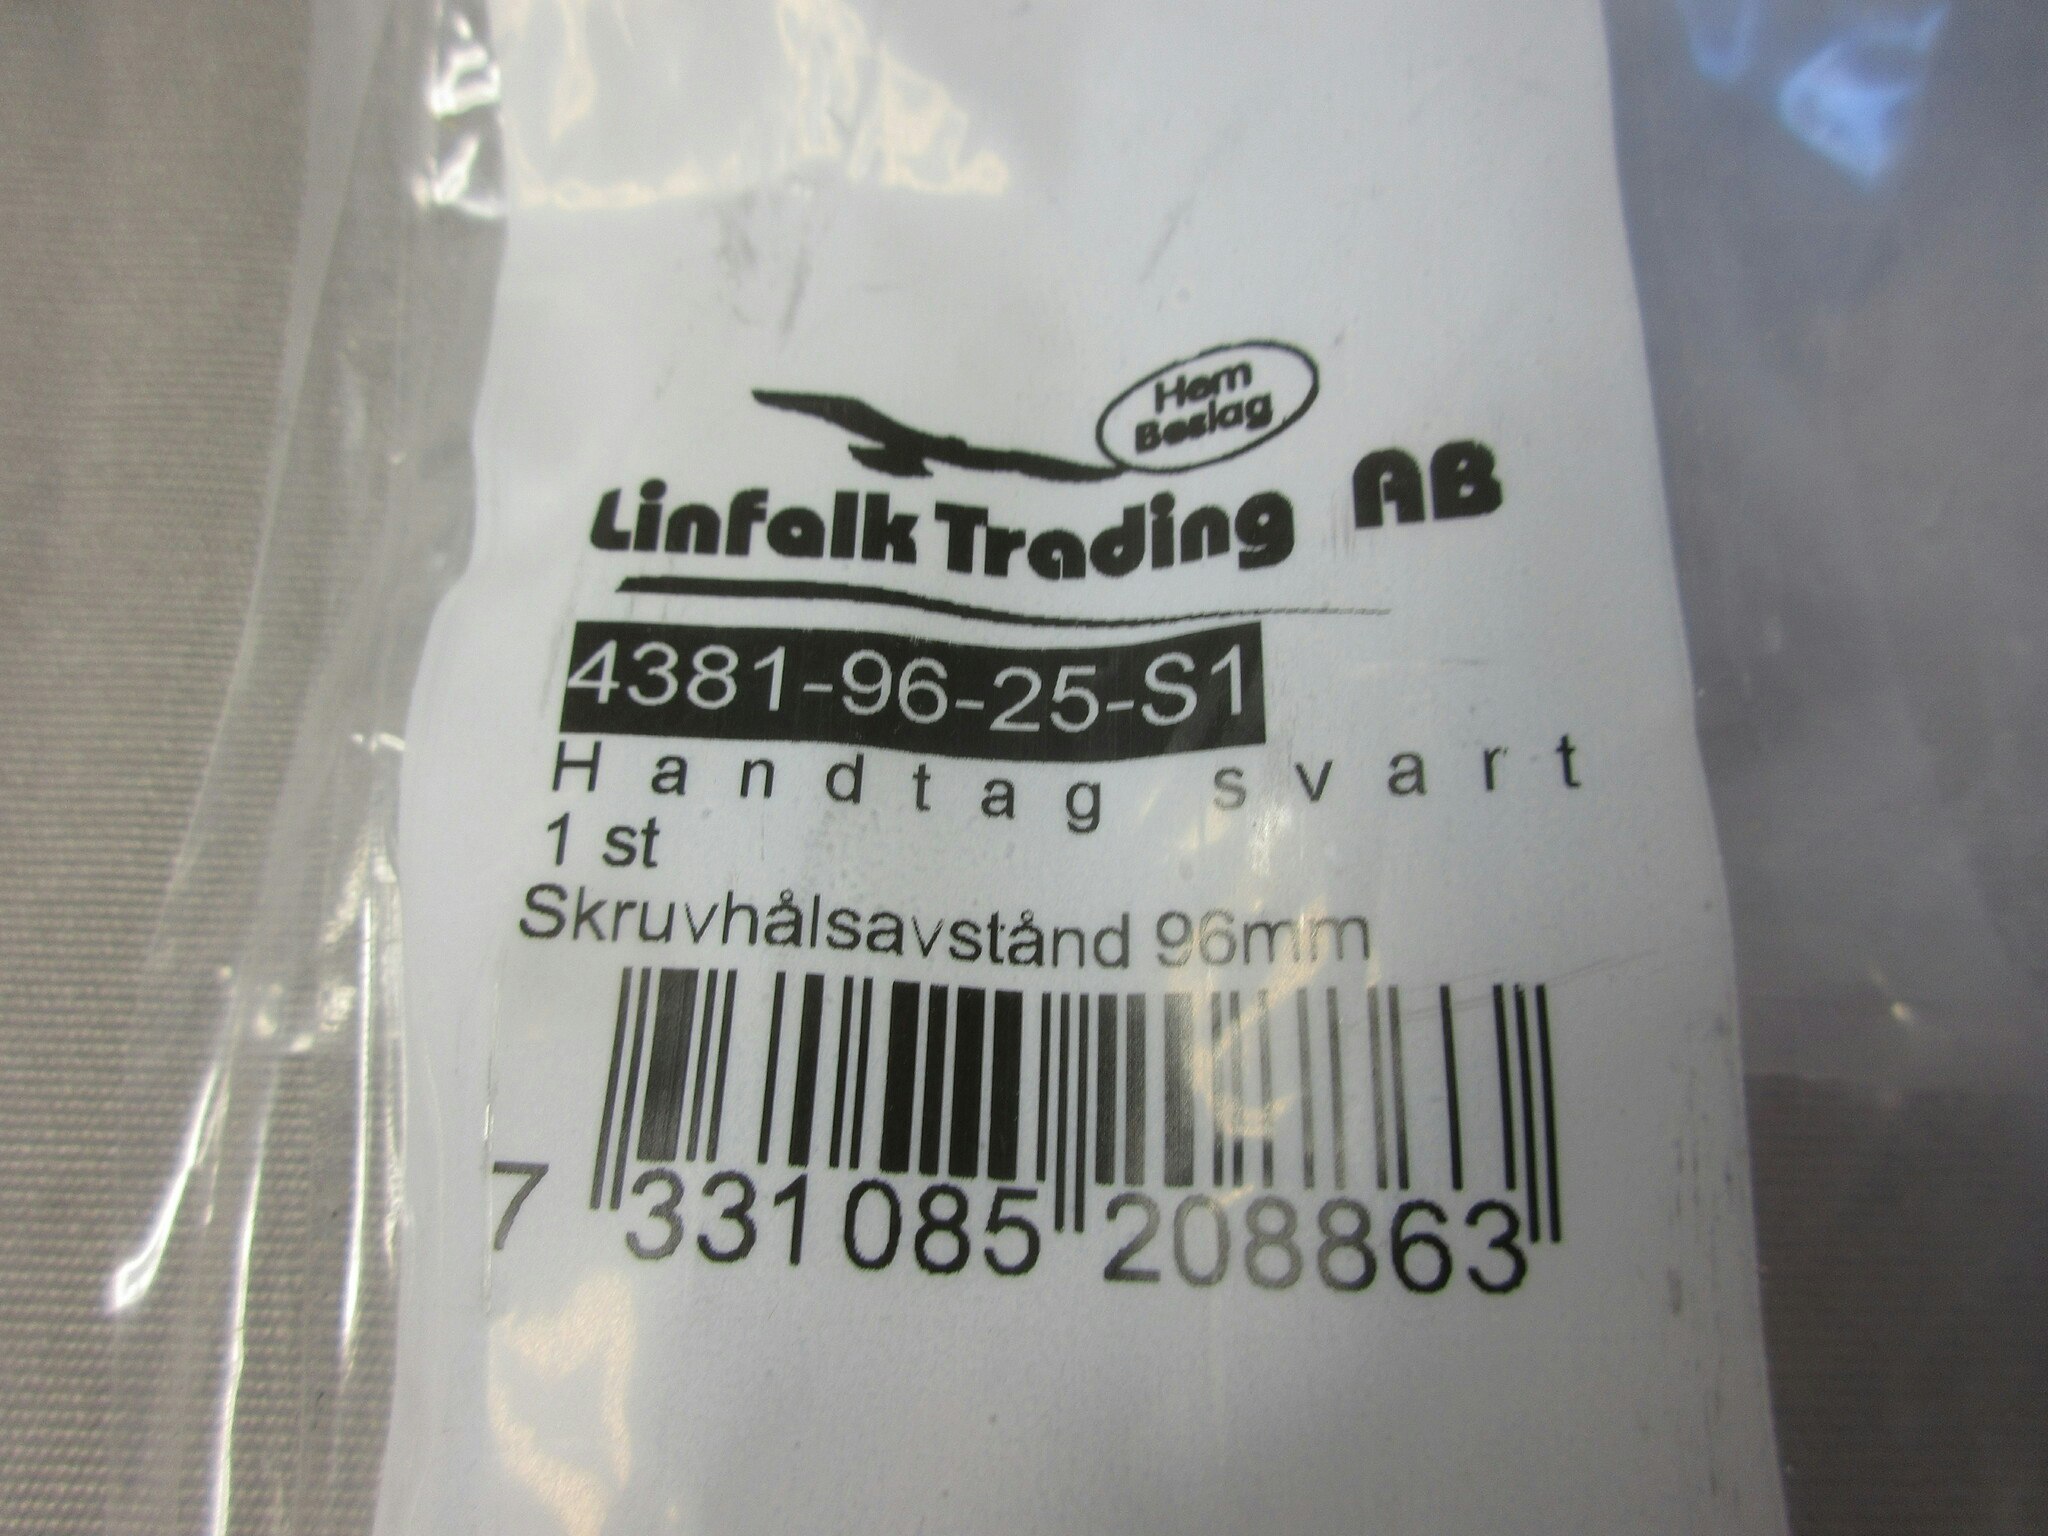 Hem
Beslag
Linfalk Trading AB
4381-96-25-S1
Handtag svart
1 st
Skruvhålsavstånd 96mm
7 331085 208863